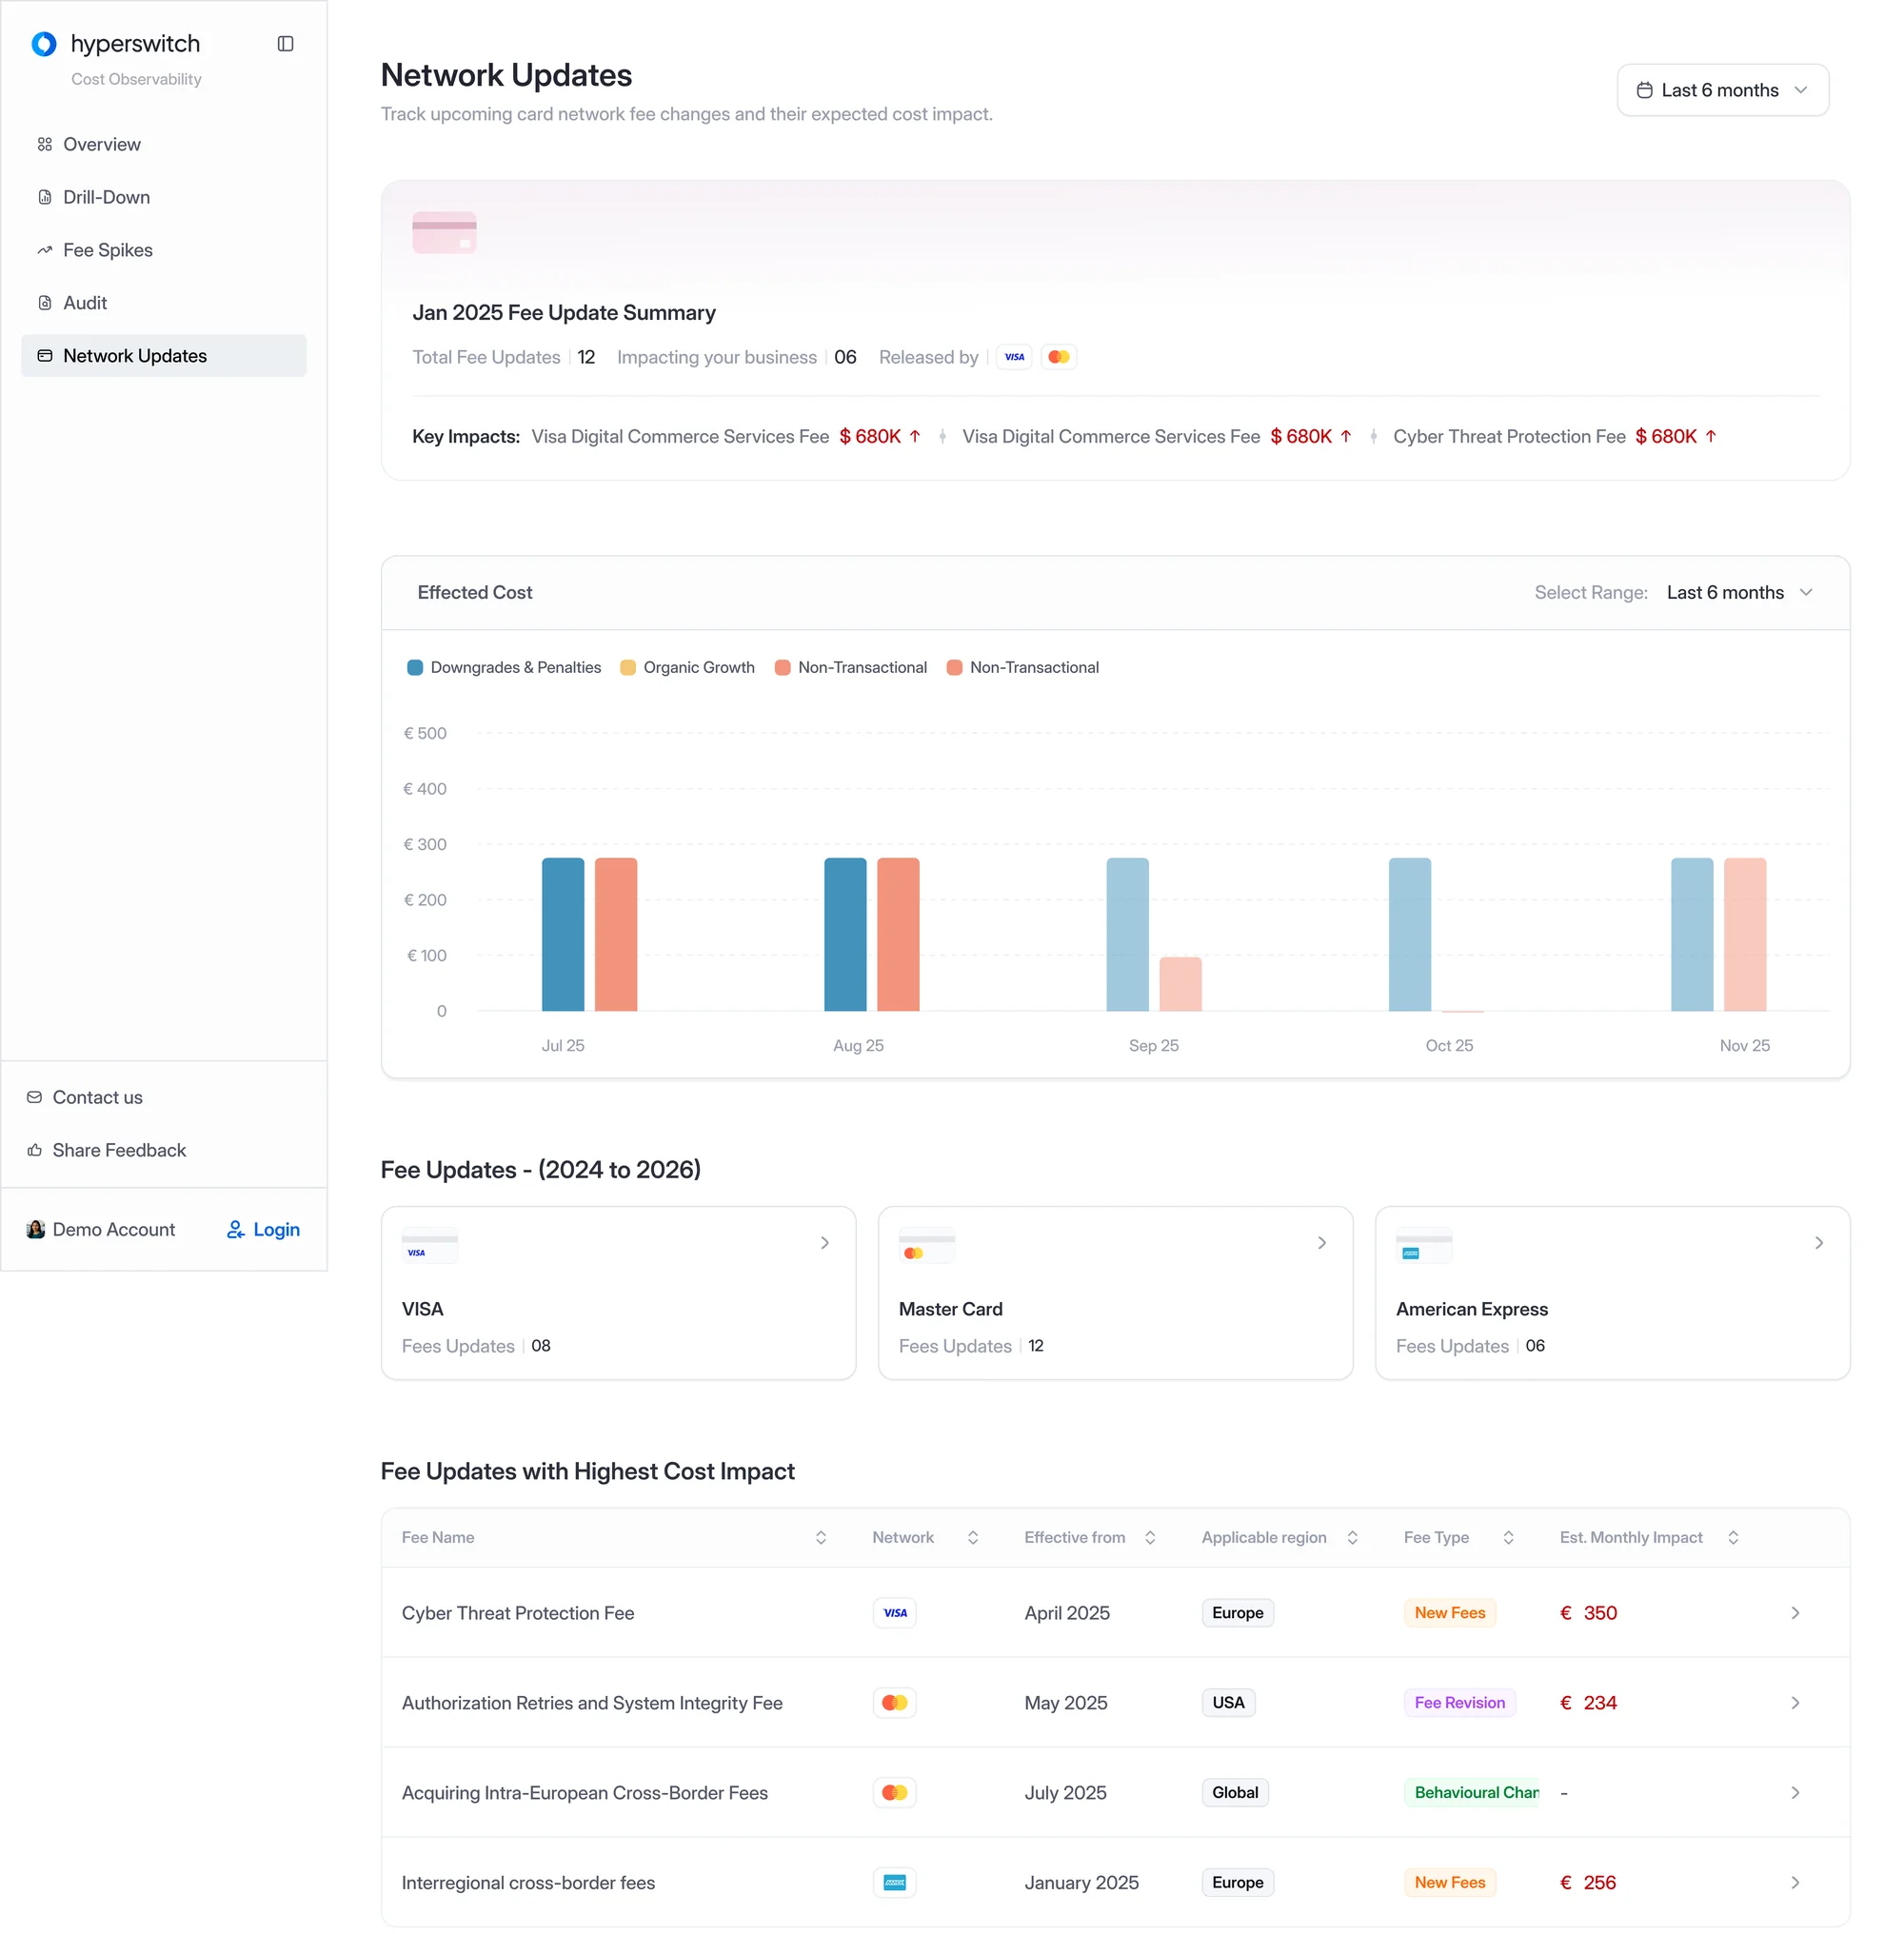 hyperswitch
Cost Observability
Overview
Drill-Down
Fee Spikes
Audit
Network Updates
Contact us
Share Feedback
Demo Account Login
Network Updates
Track upcoming card network fee changes and their expected cost impact.
Last 6 months
Jan 2025 Fee Update Summary
Total Fee Updates 12 Impacting your business 06 Released by VISA
Key Impacts: Visa Digital Commerce Services Fee $ 680K ↑ Visa Digital Commerce Services Fee $ 680K ↑ Cyber Threat Protection Fee $ 680K ↑
Effected Cost
Select Range: Last 6 months
Downgrades & Penalties Organic Growth Non-Transactional Non-Transactional
€ 500
€ 400
€ 300
€ 200
€ 100
0
Jul 25 Aug 25 Sep 25 Oct 25 Nov 25
Fee Updates - (2024 to 2026)
VISA
VISA
Fees Updates 08
Master Card
Fees Updates 12
American Express
Fees Updates 06
Fee Updates with Highest Cost Impact
Fee Name Network Effective from Applicable region Fee Type Est. Monthly Impact
Cyber Threat Protection Fee VISA April 2025 Europe New Fees € 350
Authorization Retries and System Integrity Fee May 2025 USA Fee Revision € 234
Acquiring Intra-European Cross-Border Fees July 2025 Global Behavioural Char -
Interregional cross-border fees January 2025 Europe New Fees € 256